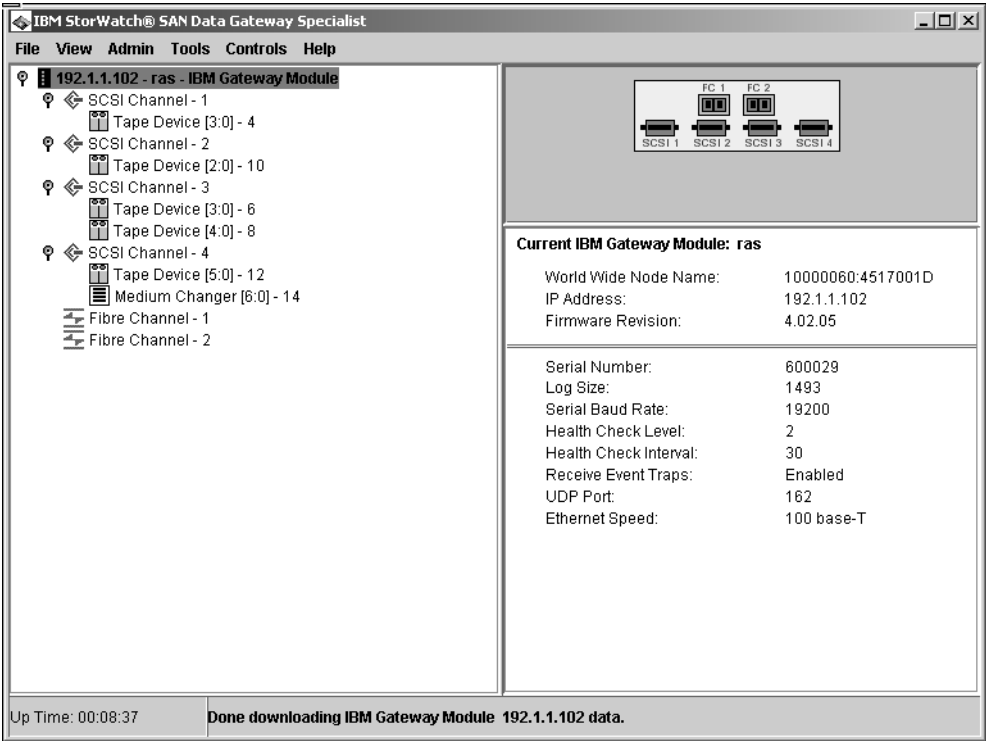 IBM StorWatch® SAN Data Gateway Specialist
File View Admin Tools Controls Help
192.1.1.102 - ras - IBM Gateway Module
SCSI Channel - 1
Tape Device [3:0] - 4
SCSI Channel - 2
Tape Device [2:0] - 10
SCSI Channel - 3
Tape Device [3:0] - 6
Tape Device [4:0] - 8
SCSI Channel - 4
Tape Device [5:0] - 12
Medium Changer [6:0] - 14
Fibre Channel - 1
Fibre Channel - 2
FC 1 FC 2
SCSI 1 SCSI 2 SCSI 3 SCSI 4
Current IBM Gateway Module: ras
World Wide Node Name: 10000060:4517001D
IP Address: 192.1.1.102
Firmware Revision: 4.02.05
Serial Number: 600029
Log Size: 1493
Serial Baud Rate: 19200
Health Check Level: 2
Health Check Interval: 30
Receive Event Traps: Enabled
UDP Port: 162
Ethernet Speed: 100 base-T
Up Time: 00:08:37
Done downloading IBM Gateway Module 192.1.1.102 data.